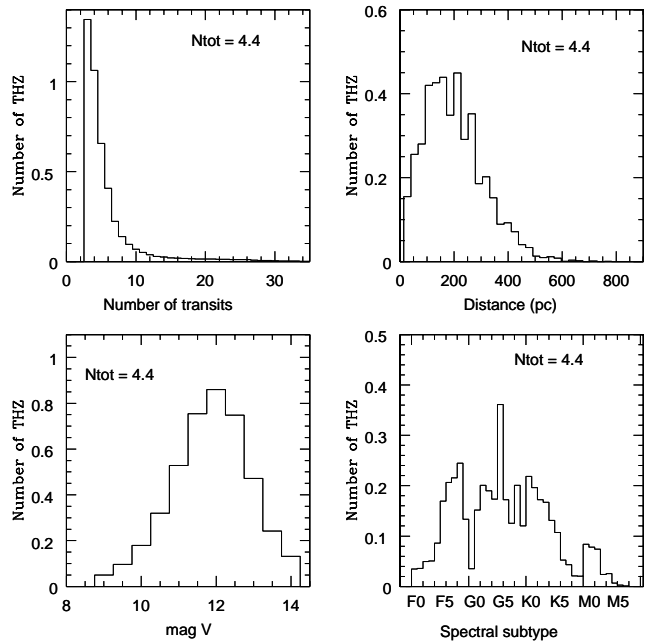 Ntot = 4.4
Number of THZ
1
0.5
0
0 10 20 30
Number of transits
Ntot = 4.4
Number of THZ
0.6
0.4
0.2
0
0 200 400 600 800
Distance (pc)
Ntot = 4.4
Number of THZ
1
0.8
0.6
0.4
0.2
0
8 10 12 14
mag V
Ntot = 4.4
Number of THZ
0.5
0.4
0.3
0.2
0.1
0
F0 F5 G0 G5 K0 K5 M0 M5
Spectral subtype